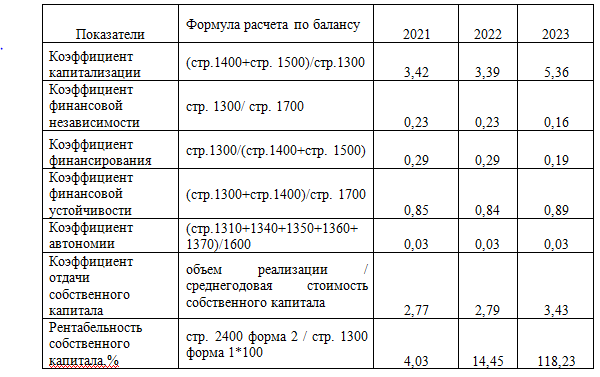 Показатели Формула расчета по балансу 2021 2022 2023
Коэффициент
капитализации (стр.1400+стр. 1500)/стр.1300 3,42 3,39 5,36
Коэффициент
финансовой
независимости стр. 1300/ стр. 1700 0,23 0,23 0,16
Коэффициент
финансирования стр.1300/(стр.1400+стр. 1500) 0,29 0,29 0,19
Коэффициент
финансовой
устойчивости (стр.1300+стр.1400)/стр. 1700 0,85 0,84 0,89
Коэффициент (стр.1310+1340+1350+1360+
автономии 1370)/1600 0,03 0,03 0,03
Коэффициент
отдачи объем реализации /
собственного среднегодовая стоимость
капитала собственного капитала 2,77 2,79 3,43
Рентабельность
собственного стр. 2400 форма 2 / стр. 1300
капитала,% форма 1*100 4,03 14,45 118,23